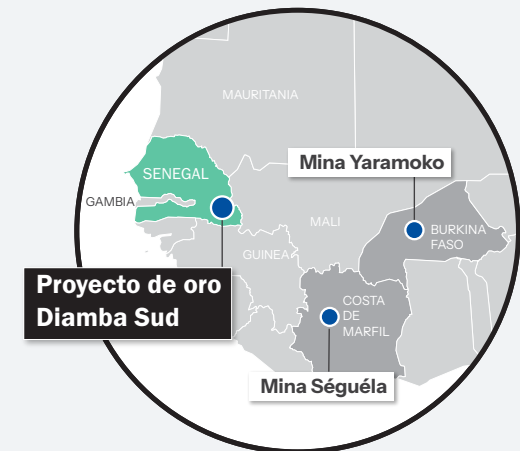 MAURITANIA
Mina Yaramoko
SENEGAL
GAMBIA
MALI
BURKINA
FASO
GUINEA
Proyecto de oro
Diamba Sud
COSTA
DE
MARFIL
Mina Séguéla